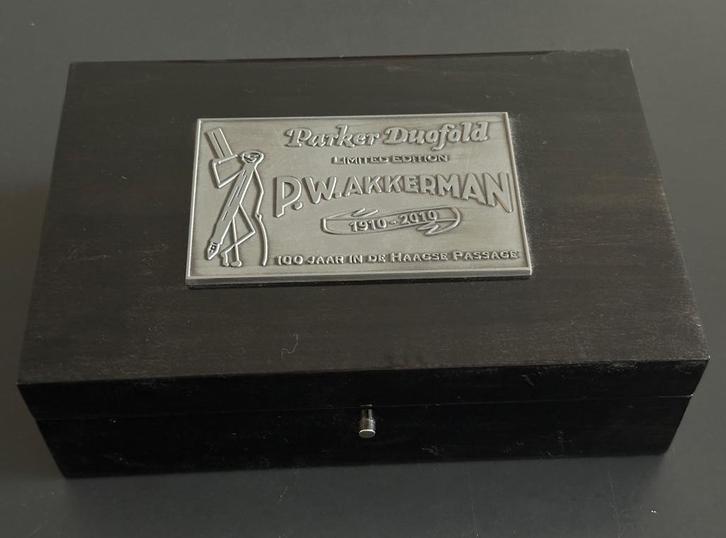 Parker Duofold
LIMITED EDITION
P.W. AKKERMAN
1910-2010
100 JAAR IN DE HAAGSE PASSAGE